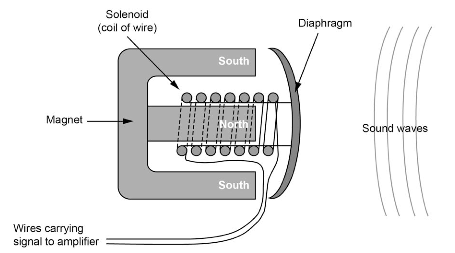 Solenoid
(coil of wire)
Diaphragm
South
Magnet
North
Sound waves
South
Wires carrying
signal to amplifier